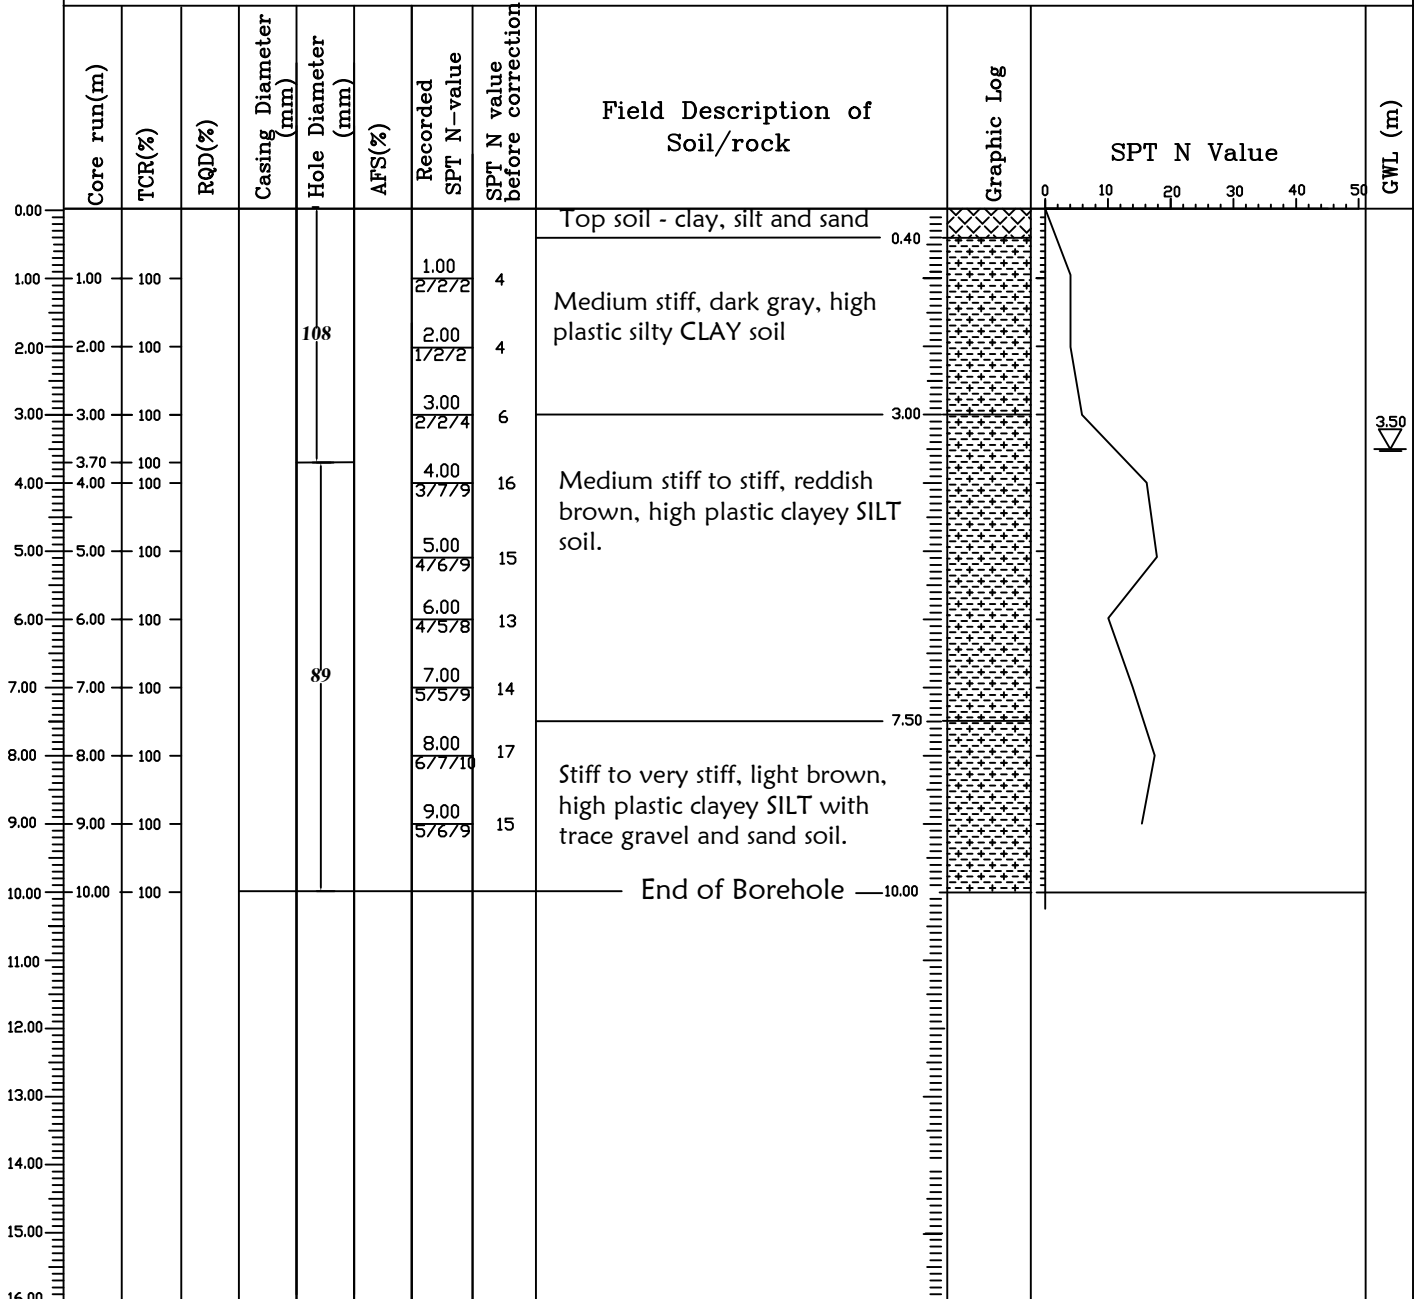 Core run(m)
TCR(%)
RQD(%)
Casing Diameter
(mm)
Hole Diameter
(mm)
AFS(%)
Recorded
SPT N-value
SPT N value
before correction
Field Description of
Soil/rock
Graphic Log
SPT N Value
0 10 20 30 40 50
GWL (m)
0.00
Top soil - clay, silt and sand
0.40
1.00
1.00 1.00 100 2/2/2 4
Medium stiff, dark gray, high
plastic silty CLAY soil
108
2.00
2.00 2.00 100 1/2/2 4
3.00
3.00 3.00 100 2/2/4 6 3.00
3.50
3.70 100
4.00
4.00 4.00 100 3/7/9 16
Medium stiff to stiff, reddish
brown, high plastic clayey SILT
soil.
5.00
5.00 5.00 100 4/6/9 15
6.00
6.00 6.00 100 4/5/8 13
89
7.00
7.00 7.00 100 5/5/9 14
7.50
8.00
8.00 8.00 100 6/7/10 17
Stiff to very stiff, light brown,
high plastic clayey SILT with
trace gravel and sand soil.
9.00
9.00 9.00 100 5/6/9 15
10.00 10.00 100 End of Borehole 10.00
11.00
12.00
13.00
14.00
15.00
16.00